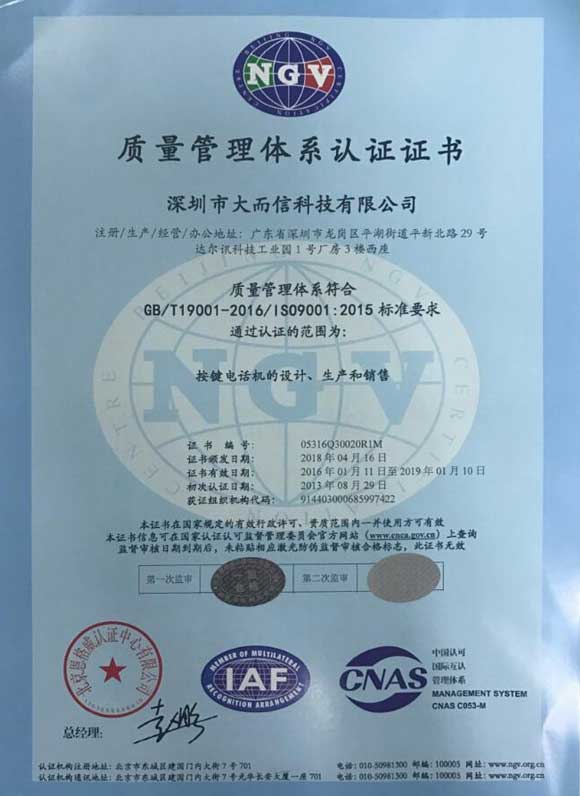 BEIJING
NGV
CERTIFICATION
CENTRE
质量管理体系认证证书
深圳市大而信科技有限公司
注册/生产/经营/办公地址：广东省深圳市龙岗区平湖街道平新北路29号
达尔讯科技工业园1号厂房3楼西座
质量管理体系符合
GB/T19001-2016/ISO9001:2015 标准要求
通过认证的范围为：
按键电话机的设计、生产和销售
证书编号： 05316Q30020R1M
证书颁发日期： 2018年04月16日
证书有效日期： 2016年01月11日至2019年01月10日
初次认证日期： 2013年08月29日
获证组织机构代码： 914403000685997422
本证书在国家规定的有效行政许可、资质范围内一并使用方可有效
本证书信息可在国家认证认可监督管理委员会官方网站（www.cnca.gov.cn）上查询
监督审核日期到期后，未粘贴相应激光防伪监督审核合格标志，此证书无效
第一次监审 第二次监审
北京恩格威认证中心有限公司
MEMBER OF MULTILATERAL
IAF
RECOGNITION ARRANGEMENT
CNAS
中国认可
国际互认
管理体系
MANAGEMENT SYSTEM
CNAS C053-M
总经理：
认证机构注册地址：北京市东城区建国门内大街7号701 电话：010-50981300 邮编：100005 网址：www.ngv.org.cn
认证机构通讯地址：北京市东城区建国门内大街7号光华长安大厦一座701 电话：010-50981300 邮编：100005 网址：www.ngv.org.cn